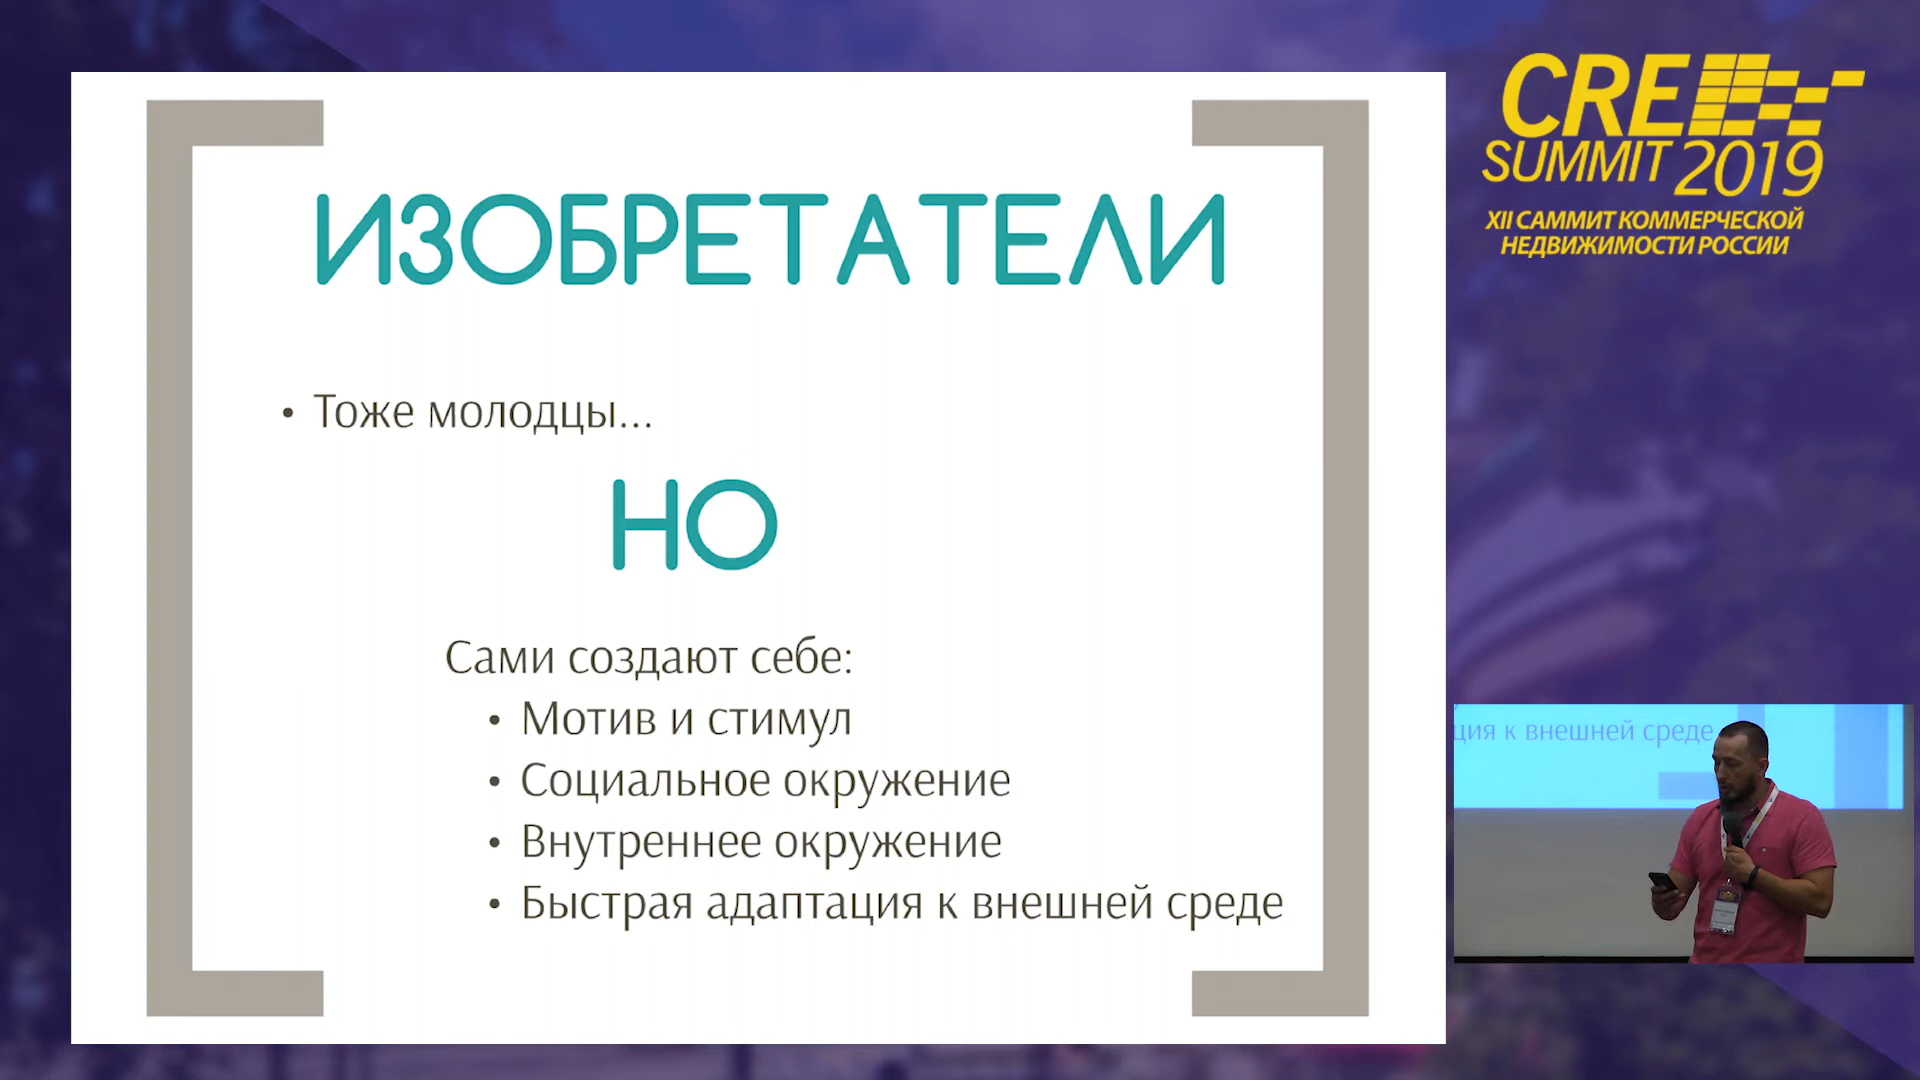 ИЗОБРЕТАТЕЛИ
• Тоже молодцы...
НО
Сами создают себе:
• Мотив и стимул
• Социальное окружение
• Внутреннее окружение
• Быстрая адаптация к внешней среде
CRE
SUMMIT 2019
XII САММИТ КОММЕРЧЕСКОЙ
НЕДВИЖИМОСТИ РОССИИ
ция к внешней среде